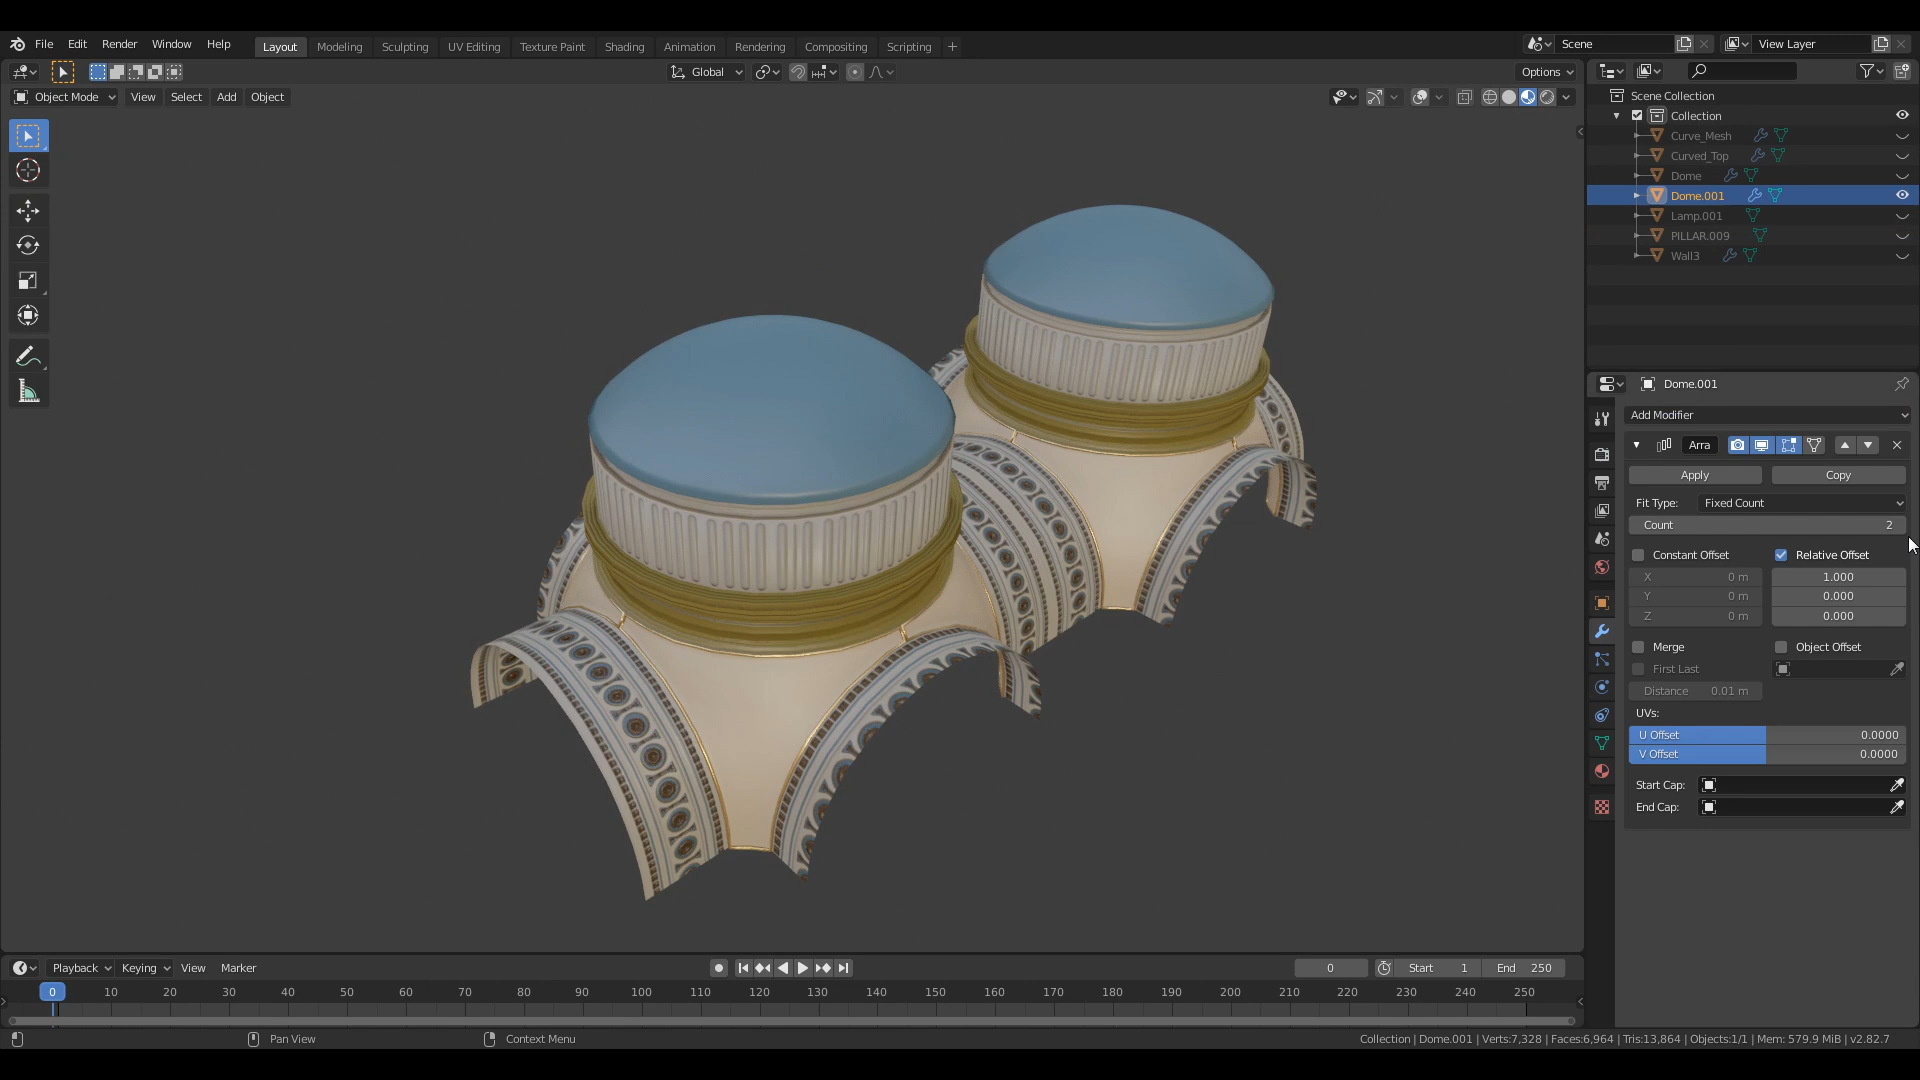 File Edit Render Window Help Layout Modeling Sculpting UV Editing Texture Paint Shading Animation Rendering Compositing Scripting + Scene View Layer
Global Options
Object Mode View Select Add Object
Scene Collection
Collection
Curve_Mesh
Curved_Top
Dome
Dome.001
Lamp.001
PILLAR.009
Wall3
Dome.001
Add Modifier
Arra
Apply Copy
Fit Type: Fixed Count
Count 2
Constant Offset Relative Offset
X 0 m 1.000
Y 0 m 0.000
Z 0 m 0.000
Merge Object Offset
First Last
Distance 0.01 m
UVs:
U Offset 0.0000
V Offset 0.0000
Start Cap:
End Cap:
Playback Keying View Marker 0 Start 1 End 250
0 10 20 30 40 50 60 70 80 90 100 110 120 130 140 150 160 170 180 190 200 210 220 230 240 250
Pan View Context Menu Collection | Dome.001 | Verts:7,328 | Faces:6,964 | Tris:13,864 | Objects:1/1 | Mem: 579.9 MiB | v2.82.7